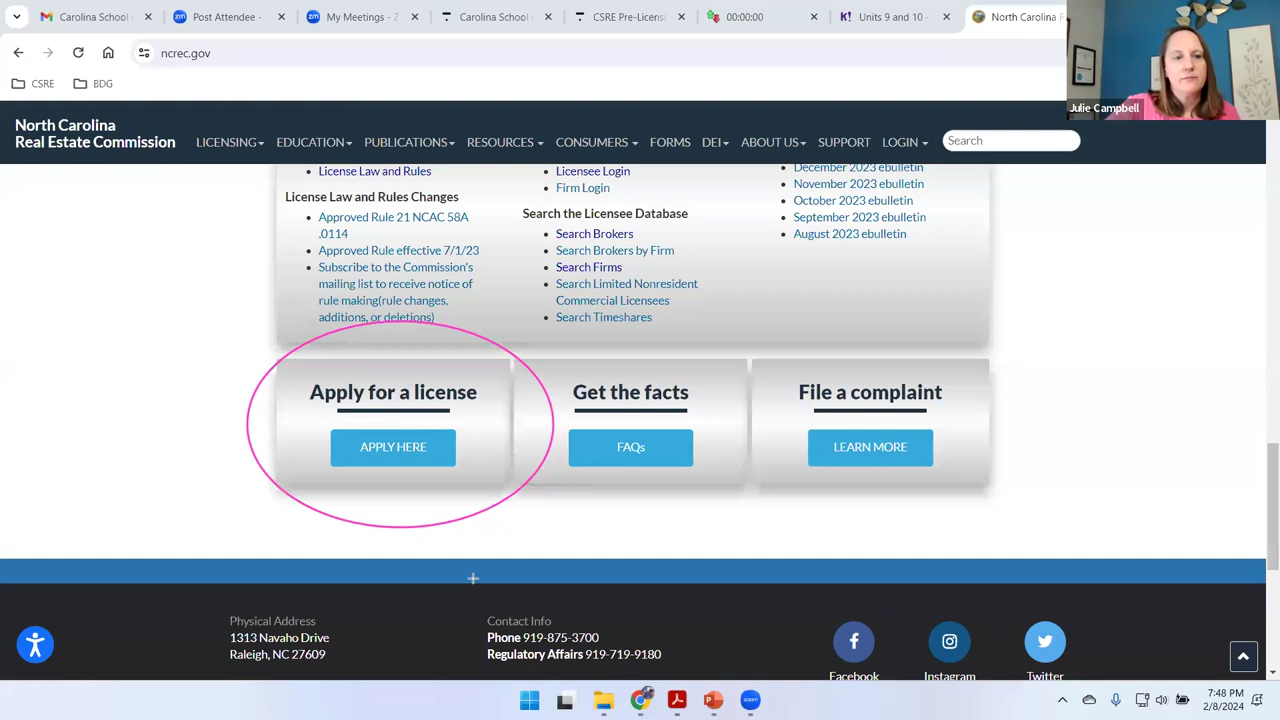 Carolina School
Post Attendee -
My Meetings - Z
Carolina School
CSRE Pre-Licens
00:00:00
K! Units 9 and 10 -
North Carolina R
ncrec.gov
CSRE
BDG
Julie Campbell
North Carolina
Real Estate Commission
LICENSING
EDUCATION
PUBLICATIONS
RESOURCES
CONSUMERS
FORMS
DEI
ABOUT US
SUPPORT
LOGIN
Search
License Law and Rules
License Law and Rules Changes
Approved Rule 21 NCAC 58A
.0114
Approved Rule effective 7/1/23
Subscribe to the Commission's
mailing list to receive notice of
rule making(rule changes,
additions, or deletions)
Licensee Login
Firm Login
Search the Licensee Database
Search Brokers
Search Brokers by Firm
Search Firms
Search Limited Nonresident
Commercial Licensees
Search Timeshares
December 2023 ebulletin
November 2023 ebulletin
October 2023 ebulletin
September 2023 ebulletin
August 2023 ebulletin
Apply for a license
APPLY HERE
Get the facts
FAQs
File a complaint
LEARN MORE
Physical Address
1313 Navaho Drive
Raleigh, NC 27609
Contact Info
Phone 919-875-3700
Regulatory Affairs 919-719-9180
Facebook
Instagram
Twitter
zoom
7:48 PM
2/8/2024